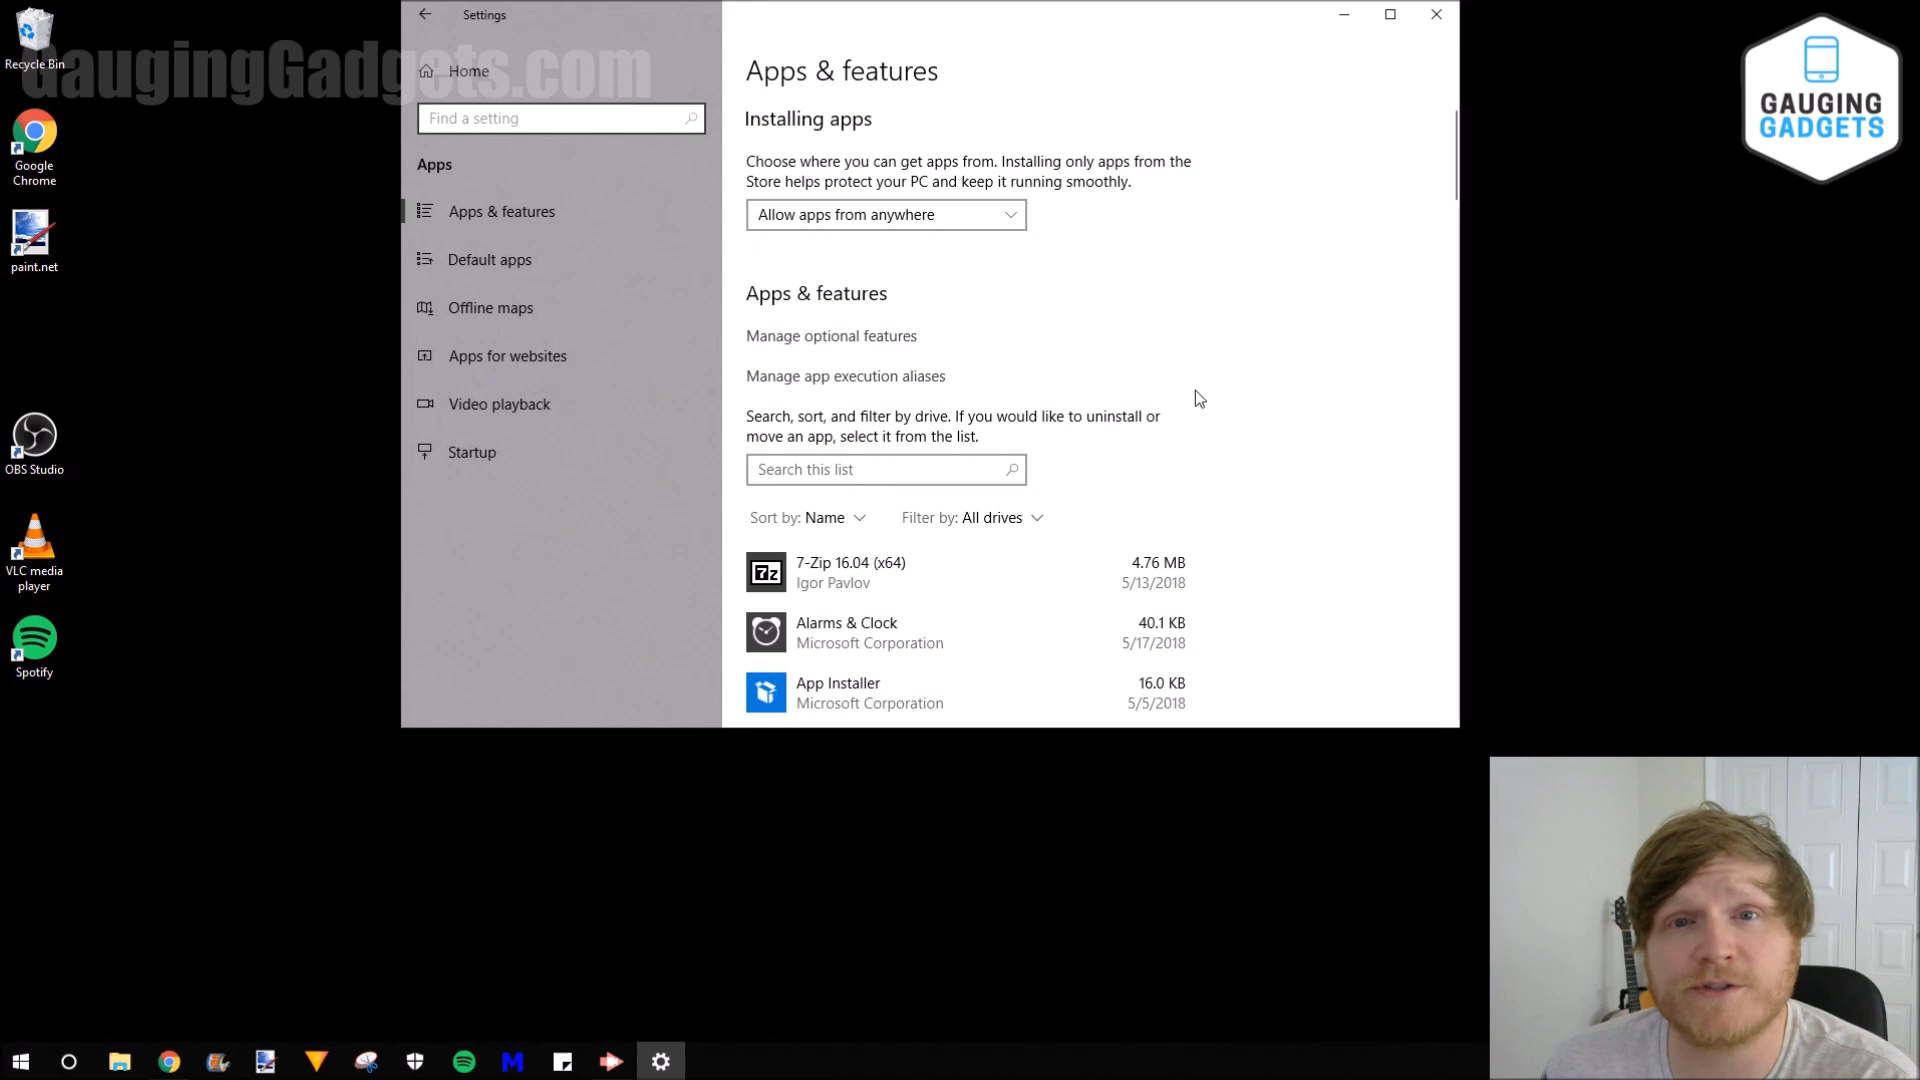 Settings
GaugingGadgets.com
Home
Find a setting
Apps
Apps & features
Default apps
Offline maps
Apps for websites
Video playback
Startup
Apps & features
Installing apps
Choose where you can get apps from. Installing only apps from the
Store helps protect your PC and keep it running smoothly.
Allow apps from anywhere
Apps & features
Manage optional features
Manage app execution aliases
Search, sort, and filter by drive. If you would like to uninstall or
move an app, select it from the list.
Search this list
Sort by: Name
Filter by: All drives
7-Zip 16.04 (x64)
4.76 MB
Igor Pavlov
5/13/2018
Alarms & Clock
40.1 KB
Microsoft Corporation
5/17/2018
App Installer
16.0 KB
Microsoft Corporation
5/5/2018
Recycle Bin
Google
Chrome
paint.net
OBS Studio
VLC media
player
Spotify
GAUGING
GADGETS
7z